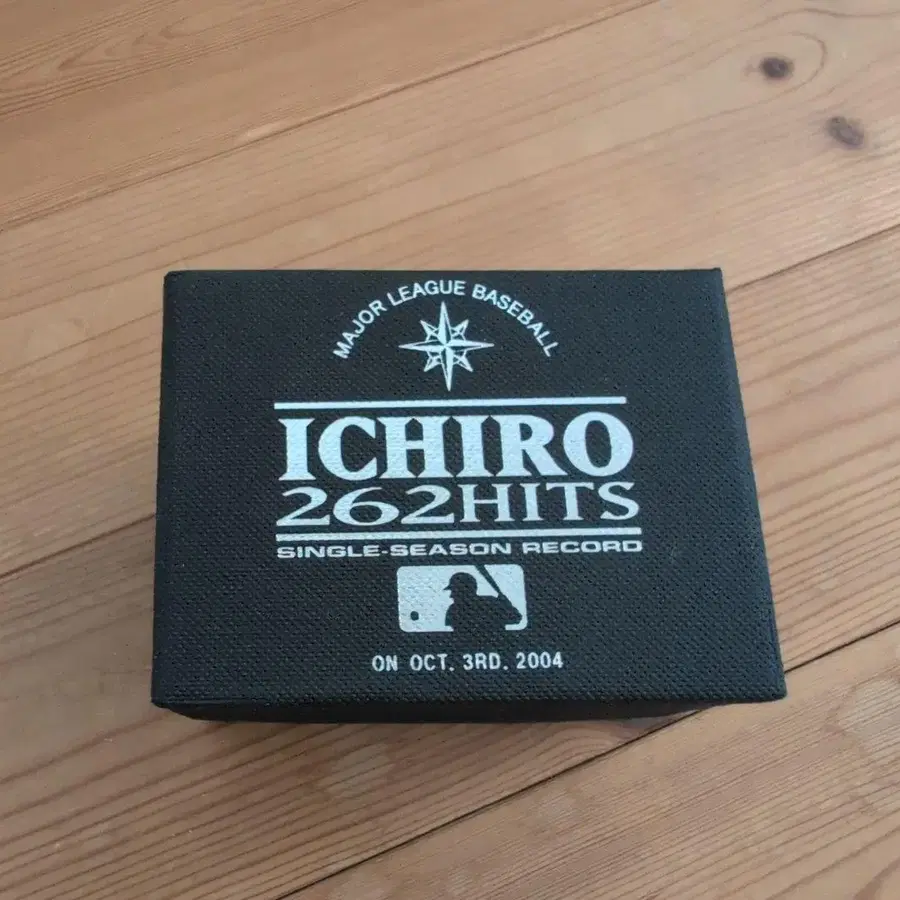 MAJOR LEAGUE BASEBALL
ICHIRO
262HITS
SINGLE-SEASON RECORD
ON OCT. 3RD. 2004